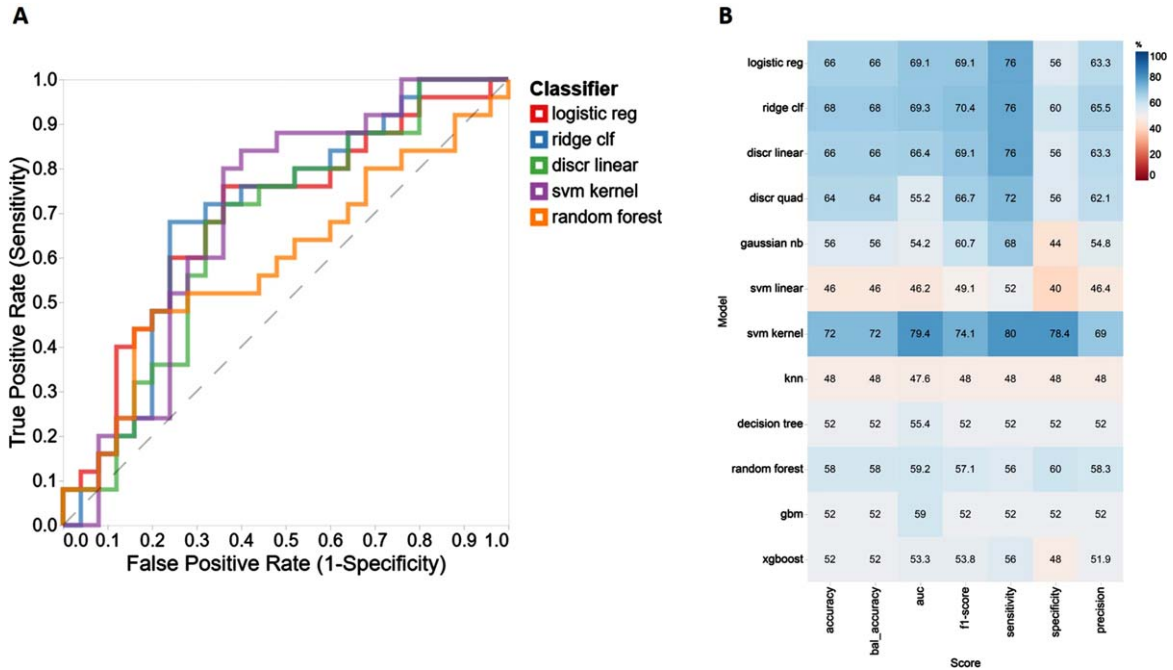 A
1.0
0.9
0.8
0.7
0.6
0.5
0.4
0.3
0.2
0.1
0.0
True Positive Rate (Sensitivity)
0.0 0.1 0.2 0.3 0.4 0.5 0.6 0.7 0.8 0.9 1.0
False Positive Rate (1-Specificity)
Classifier
logistic reg
ridge clf
discr linear
svm kernel
random forest
B
Model
logistic reg 66 66 69.1 69.1 76 56 63.3
ridge clf 68 68 69.3 70.4 76 60 65.5
discr linear 66 66 66.4 69.1 76 56 63.3
discr quad 64 64 55.2 66.7 72 56 62.1
gaussian nb 56 56 54.2 60.7 68 44 54.8
svm linear 46 46 46.2 49.1 52 40 46.4
svm kernel 72 72 79.4 74.1 80 78.4 69
knn 48 48 47.6 48 48 48 48
decision tree 52 52 55.4 52 52 52 52
random forest 58 58 59.2 57.1 56 60 58.3
gbm 52 52 59 52 52 52 52
xgboost 52 52 53.3 53.8 56 48 51.9
accuracy bal_accuracy auc f1-score sensitivity specificity precision
Score
%
100
80
60
40
20
0